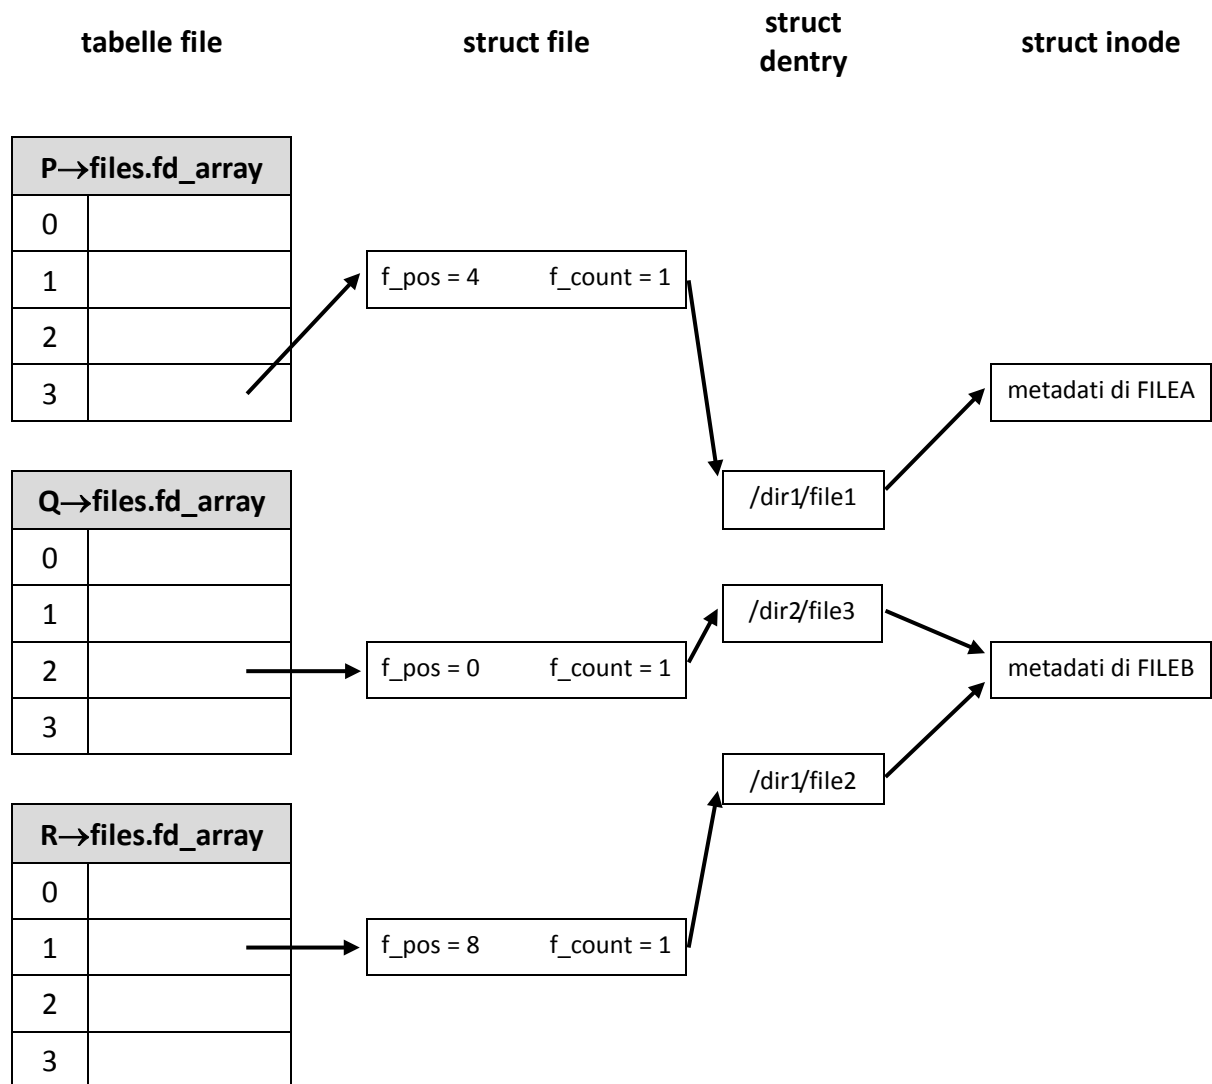 tabelle file
struct file
struct
dentry
struct inode
P→files.fd_array
0
1
2
3
f_pos = 4 f_count = 1
metadati di FILEA
/dir1/file1
Q→files.fd_array
0
1
2
3
/dir2/file3
f_pos = 0 f_count = 1
metadati di FILEB
/dir1/file2
R→files.fd_array
0
1
2
3
f_pos = 8 f_count = 1